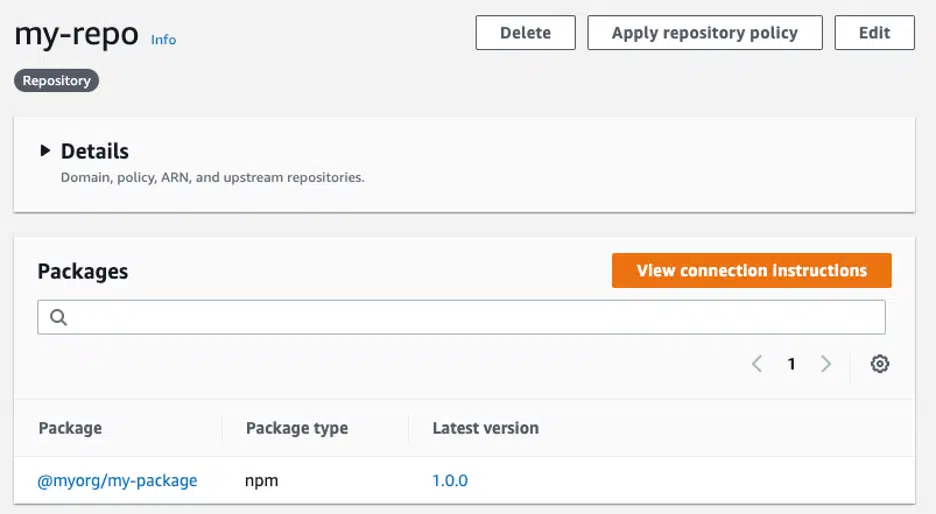 my-repo Info
Delete
Apply repository policy
Edit
Repository
Details
Domain, policy, ARN, and upstream repositories.
Packages
View connection instructions
1
Package Package type Latest version
@myorg/my-package npm 1.0.0